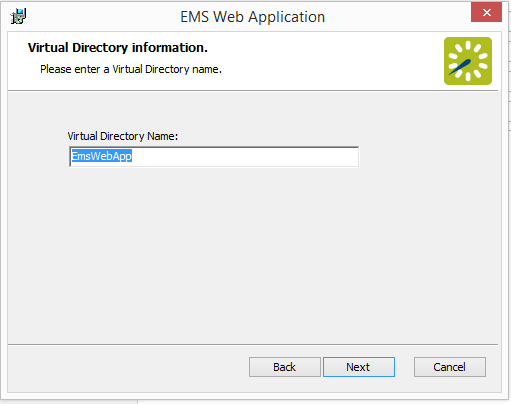 EMS Web Application
Virtual Directory information.
Please enter a Virtual Directory name.
Virtual Directory Name:
EmsWebApp
Back Next Cancel